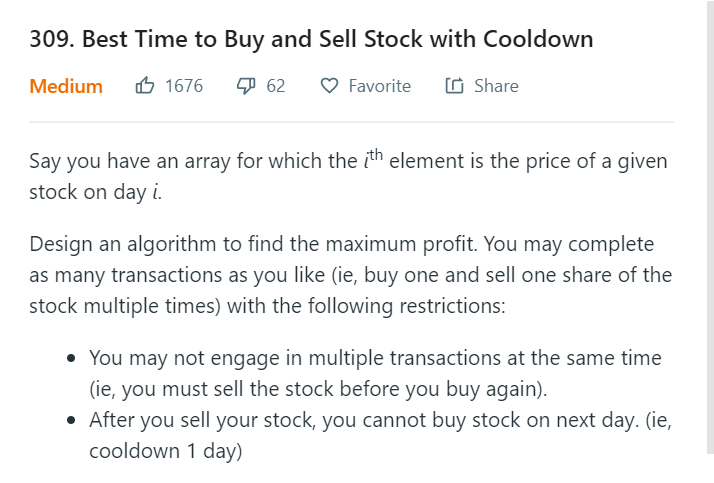 309. Best Time to Buy and Sell Stock with Cooldown
Medium 1676 62 Favorite Share
Say you have an array for which the ith element is the price of a given
stock on day i.
Design an algorithm to find the maximum profit. You may complete
as many transactions as you like (ie, buy one and sell one share of the
stock multiple times) with the following restrictions:
• You may not engage in multiple transactions at the same time
(ie, you must sell the stock before you buy again).
• After you sell your stock, you cannot buy stock on next day. (ie,
cooldown 1 day)